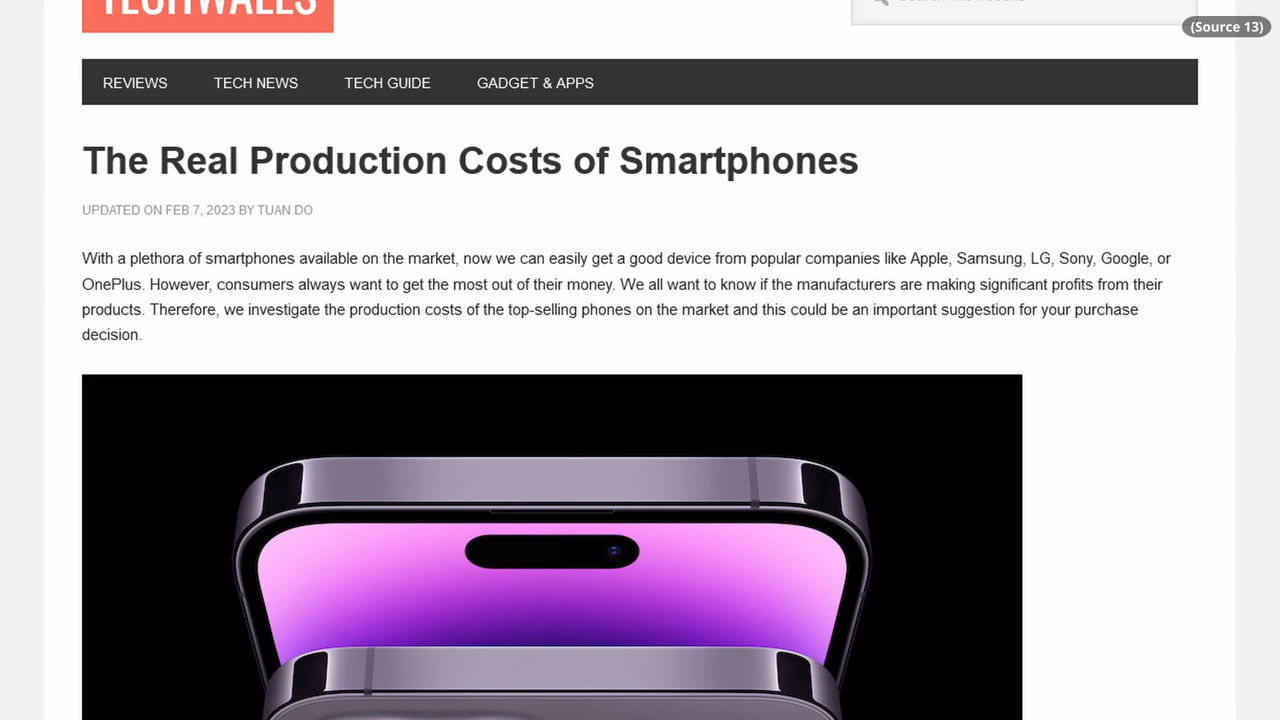 TECHWALLS
(Source 13)
REVIEWS TECH NEWS TECH GUIDE GADGET & APPS
The Real Production Costs of Smartphones
UPDATED ON FEB 7, 2023 BY TUAN DO
With a plethora of smartphones available on the market, now we can easily get a good device from popular companies like Apple, Samsung, LG, Sony, Google, or
OnePlus. However, consumers always want to get the most out of their money. We all want to know if the manufacturers are making significant profits from their
products. Therefore, we investigate the production costs of the top-selling phones on the market and this could be an important suggestion for your purchase
decision.